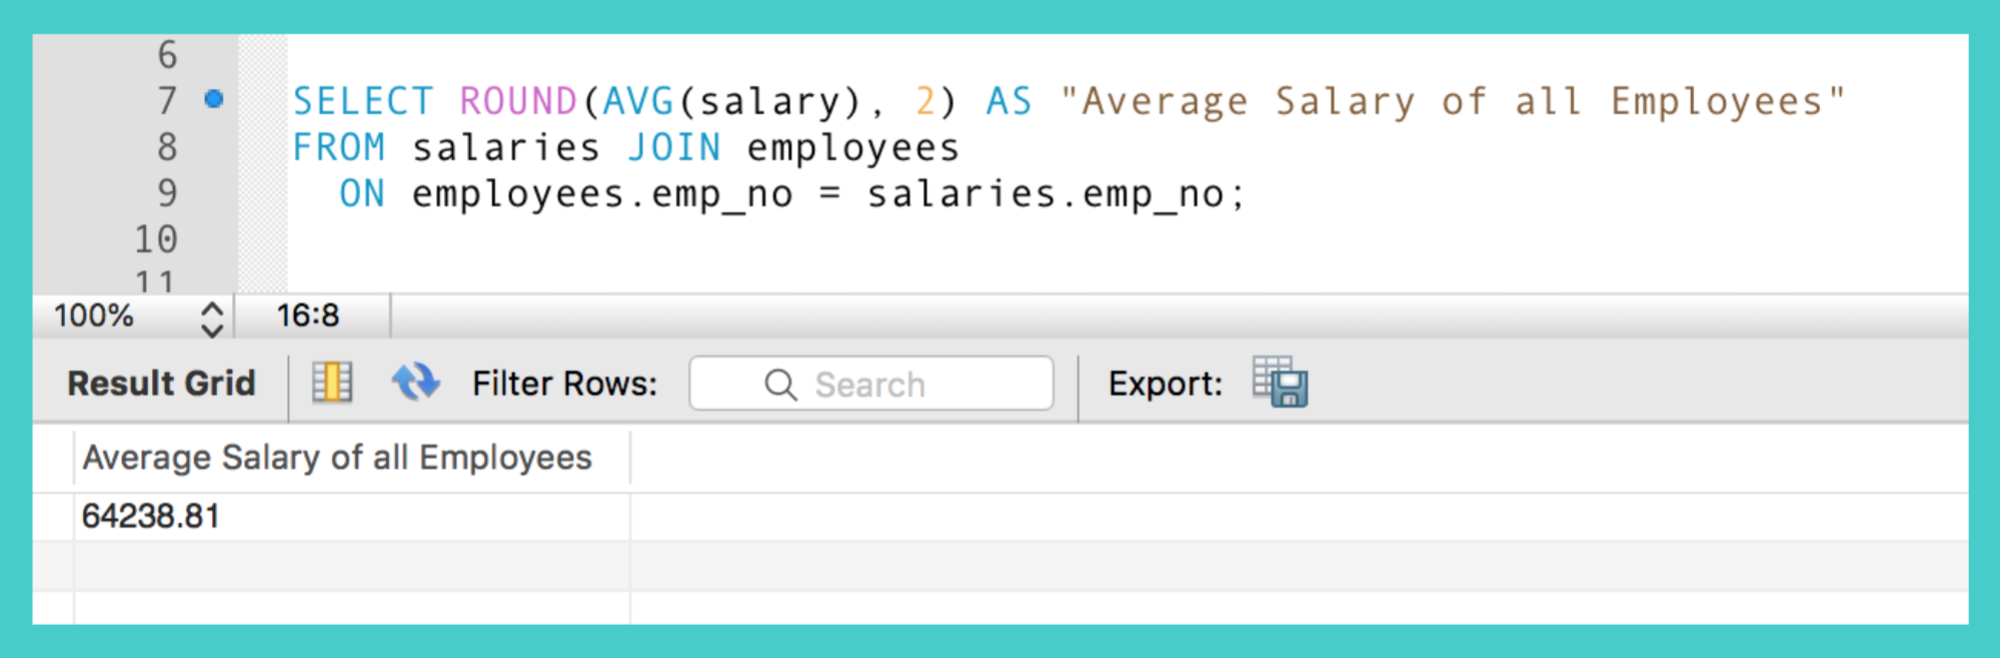 6
7 SELECT ROUND(AVG(salary), 2) AS "Average Salary of all Employees"
8 FROM salaries JOIN employees
9 ON employees.emp_no = salaries.emp_no;
10
11
100% 16:8
Result Grid Filter Rows: Search Export:
Average Salary of all Employees
64238.81